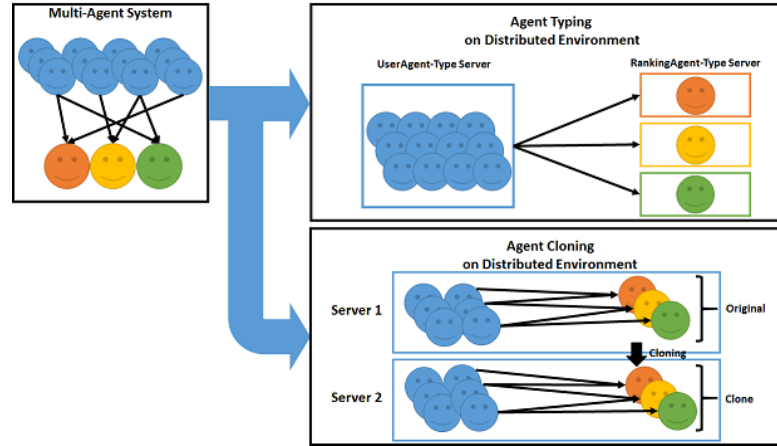 Multi-Agent System
Agent Typing
on Distributed Environment
UserAgent-Type Server
RankingAgent-Type Server
Agent Cloning
on Distributed Environment
Server 1
Original
Cloning
Server 2
Clone